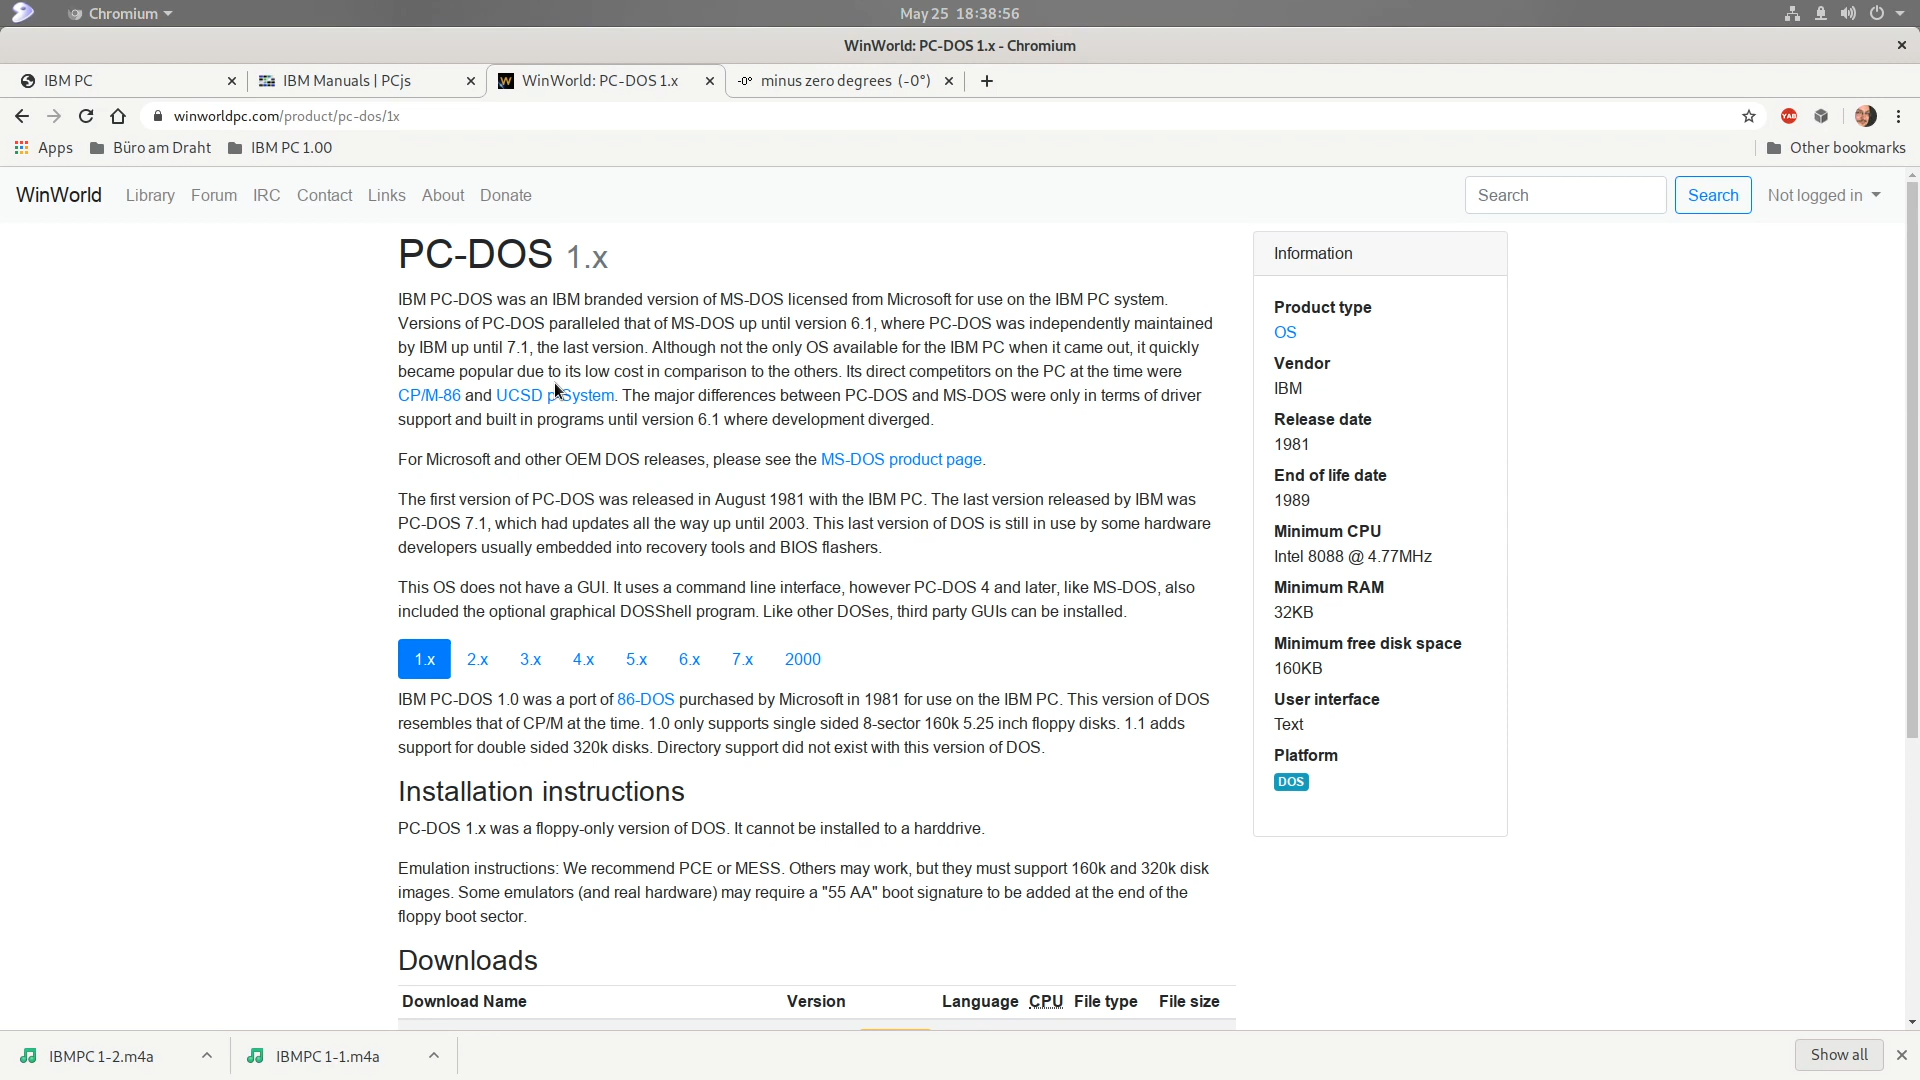 Chromium
May 25 18:38:56
WinWorld: PC-DOS 1.x - Chromium
IBM PC
IBM Manuals | PCjs
WinWorld: PC-DOS 1.x
-0° minus zero degrees (-0°)
winworldpc.com/product/pc-dos/1x
YAB
Apps
Büro am Draht
IBM PC 1.00
Other bookmarks
WinWorld
Library
Forum
IRC
Contact
Links
About
Donate
Search
Search
Not logged in
PC-DOS 1.x
IBM PC-DOS was an IBM branded version of MS-DOS licensed from Microsoft for use on the IBM PC system.
Versions of PC-DOS paralleled that of MS-DOS up until version 6.1, where PC-DOS was independently maintained
by IBM up until 7.1, the last version. Although not the only OS available for the IBM PC when it came out, it quickly
became popular due to its low cost in comparison to the others. Its direct competitors on the PC at the time were
CP/M-86 and UCSD p-System. The major differences between PC-DOS and MS-DOS were only in terms of driver
support and built in programs until version 6.1 where development diverged.
For Microsoft and other OEM DOS releases, please see the MS-DOS product page.
The first version of PC-DOS was released in August 1981 with the IBM PC. The last version released by IBM was
PC-DOS 7.1, which had updates all the way up until 2003. This last version of DOS is still in use by some hardware
developers usually embedded into recovery tools and BIOS flashers.
This OS does not have a GUI. It uses a command line interface, however PC-DOS 4 and later, like MS-DOS, also
included the optional graphical DOSShell program. Like other DOSes, third party GUIs can be installed.
1.x
2.x
3.x
4.x
5.x
6.x
7.x
2000
IBM PC-DOS 1.0 was a port of 86-DOS purchased by Microsoft in 1981 for use on the IBM PC. This version of DOS
resembles that of CP/M at the time. 1.0 only supports single sided 8-sector 160k 5.25 inch floppy disks. 1.1 adds
support for double sided 320k disks. Directory support did not exist with this version of DOS.
Installation instructions
PC-DOS 1.x was a floppy-only version of DOS. It cannot be installed to a harddrive.
Emulation instructions: We recommend PCE or MESS. Others may work, but they must support 160k and 320k disk
images. Some emulators (and real hardware) may require a "55 AA" boot signature to be added at the end of the
floppy boot sector.
Downloads
Download Name
Version
Language
CPU
File type
File size
Information
Product type
OS
Vendor
IBM
Release date
1981
End of life date
1989
Minimum CPU
Intel 8088 @ 4.77MHz
Minimum RAM
32KB
Minimum free disk space
160KB
User interface
Text
Platform
DOS
IBMPC 1-2.m4a
IBMPC 1-1.m4a
Show all